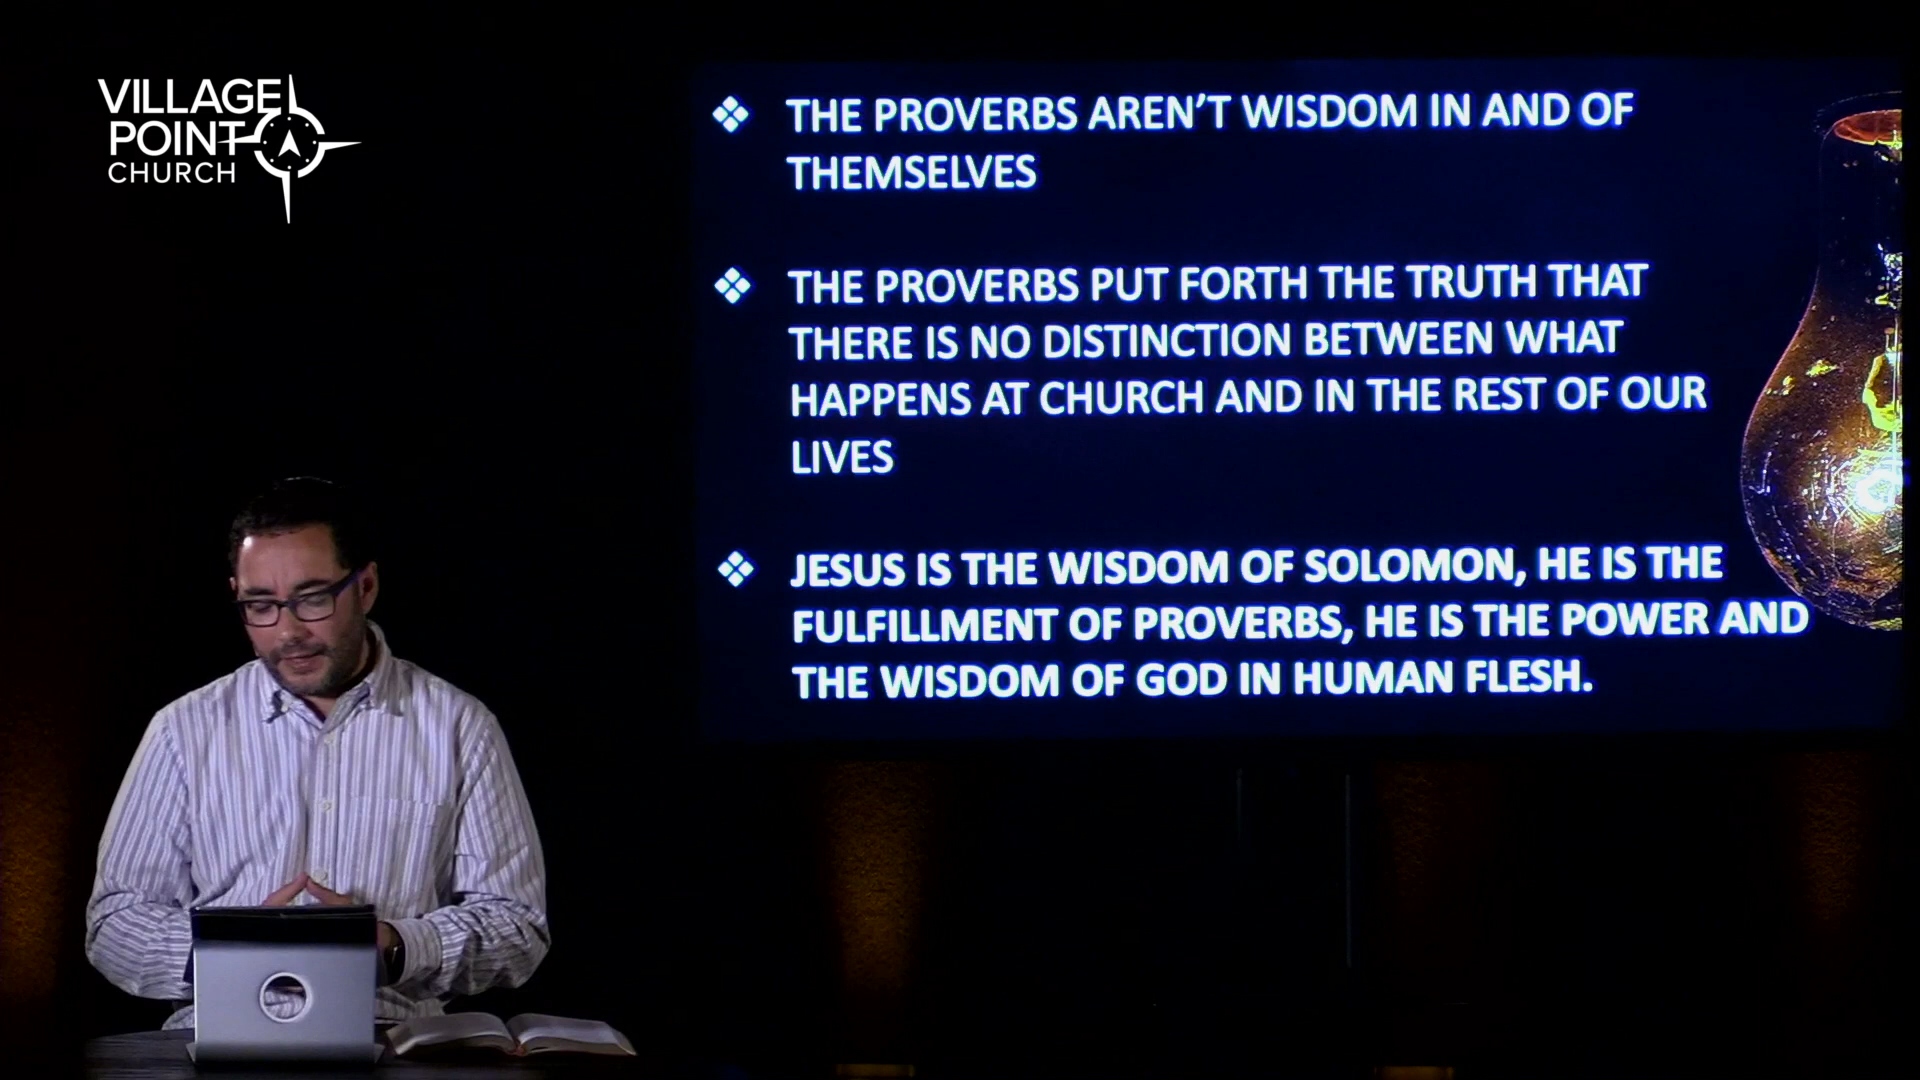 VILLAGE
POINT
CHURCH
THE PROVERBS AREN'T WISDOM IN AND OF
THEMSELVES
THE PROVERBS PUT FORTH THE TRUTH THAT
THERE IS NO DISTINCTION BETWEEN WHAT
HAPPENS AT CHURCH AND IN THE REST OF OUR
LIVES
JESUS IS THE WISDOM OF SOLOMON, HE IS THE
FULFILLMENT OF PROVERBS, HE IS THE POWER AND
THE WISDOM OF GOD IN HUMAN FLESH.